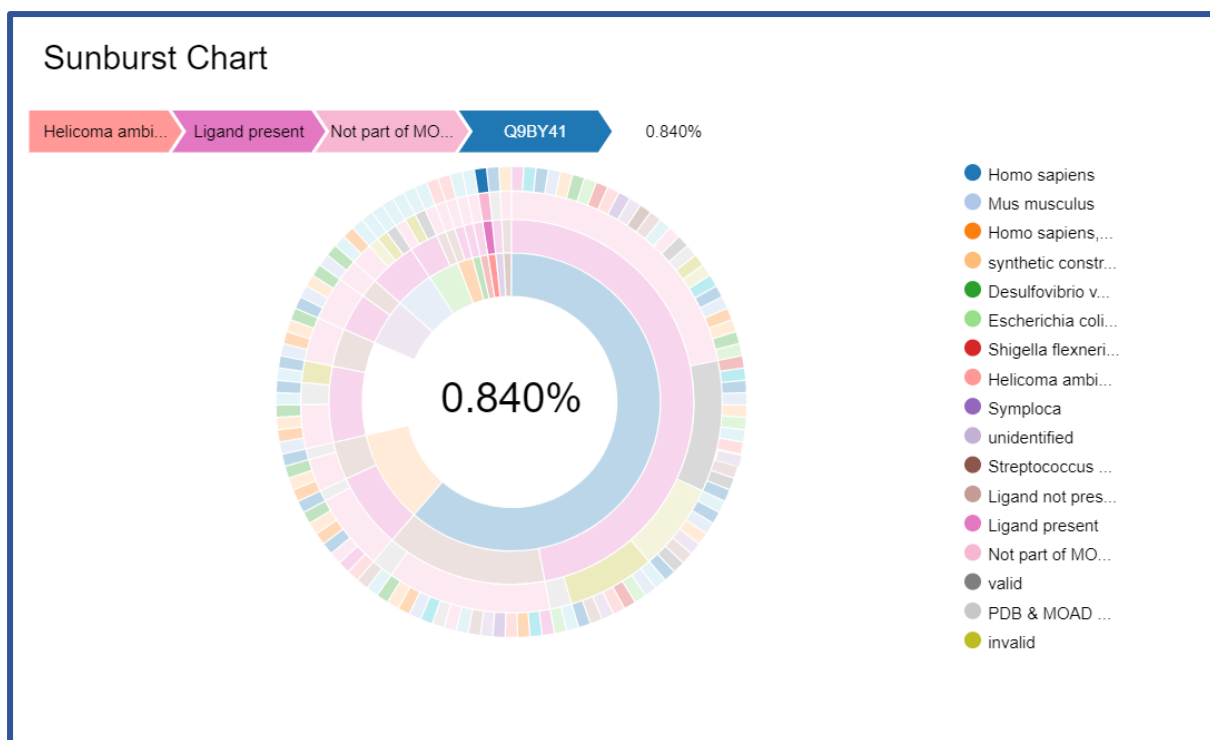 Sunburst Chart
Helicoma ambi... Ligand present Not part of MO... Q9BY41 0.840%
0.840%
Homo sapiens
Mus musculus
Homo sapiens,...
synthetic constr...
Desulfovibrio v...
Escherichia coli...
Shigella flexneri...
Helicoma ambi...
Symploca
unidentified
Streptococcus ...
Ligand not pres...
Ligand present
Not part of MO...
valid
PDB & MOAD ...
invalid